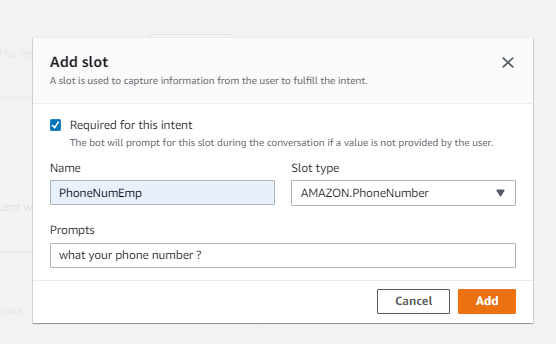 Add slot
A slot is used to capture information from the user to fulfill the intent.
Required for this intent
The bot will prompt for this slot during the conversation if a value is not provided by the user.
Name
Slot type
PhoneNumEmp
AMAZON.PhoneNumber
Prompts
what your phone number ?
Cancel
Add